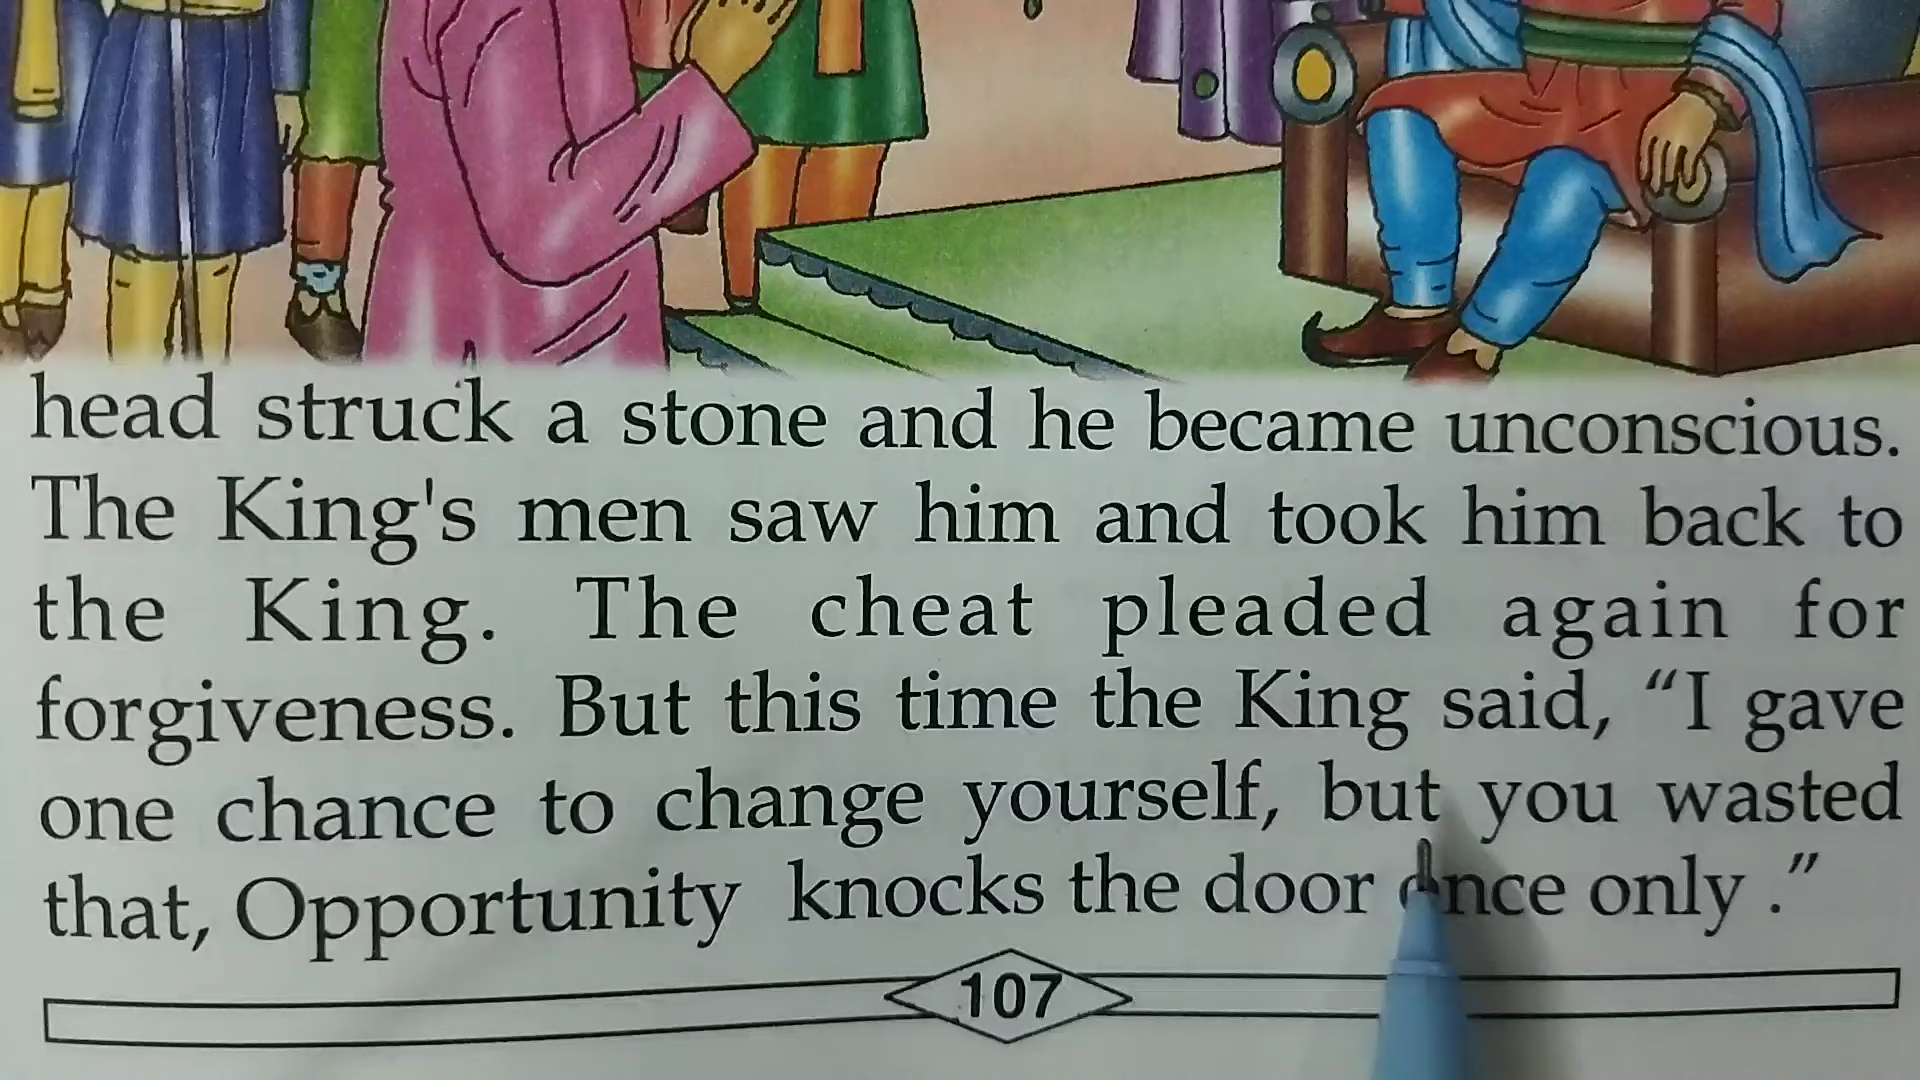 head struck a stone and he became unconscious.
The King's men saw him and took him back to
the King. The cheat pleaded again for
forgiveness. But this time the King said, “I gave
one chance to change yourself, but you wasted
that, Opportunity knocks the door once only .”
107